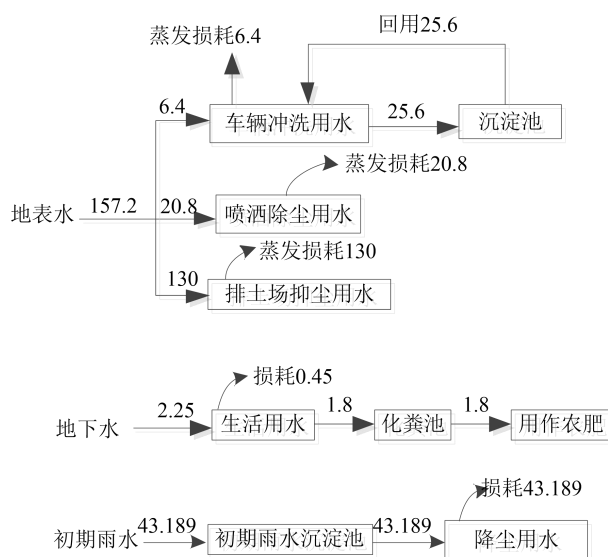 蒸发损耗6.4
回用25.6
6.4
车辆冲洗用水
25.6
沉淀池
蒸发损耗20.8
地表水
157.2
20.8
喷洒除尘用水
蒸发损耗130
130
排土场抑尘用水
损耗0.45
地下水
2.25
生活用水
1.8
化粪池
1.8
用作农肥
损耗43.189
初期雨水
43.189
初期雨水沉淀池
43.189
降尘用水